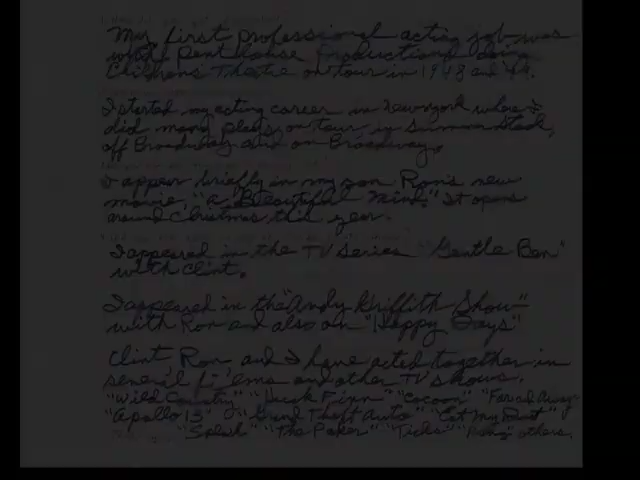 My first professional acting job was
with Penthouse Productions doing
Childrens Theatre on tour in 1948 and 49.
I started my acting career in New York where I
did many plays on tour in Summer Stock,
off Broadway and on Broadway.
I appear briefly in my son Ron's new
movie, "A Beautiful Mind." It opens
around Christmas this year.
I appeared in the TV series "Gentle Ben"
with Clint.
I appeared in the "Andy Griffith Show"
with Ron and also on "Happy Days"
Clint, Ron and I have acted together in
several and other TV shows.
"Wild Country" "Huck Finn" "Cocoon" "Far and Away"
"Apollo 13" "Grand Theft Auto" "Eat My Dust"
"Splash" "The Paper" "Ticks" many others.